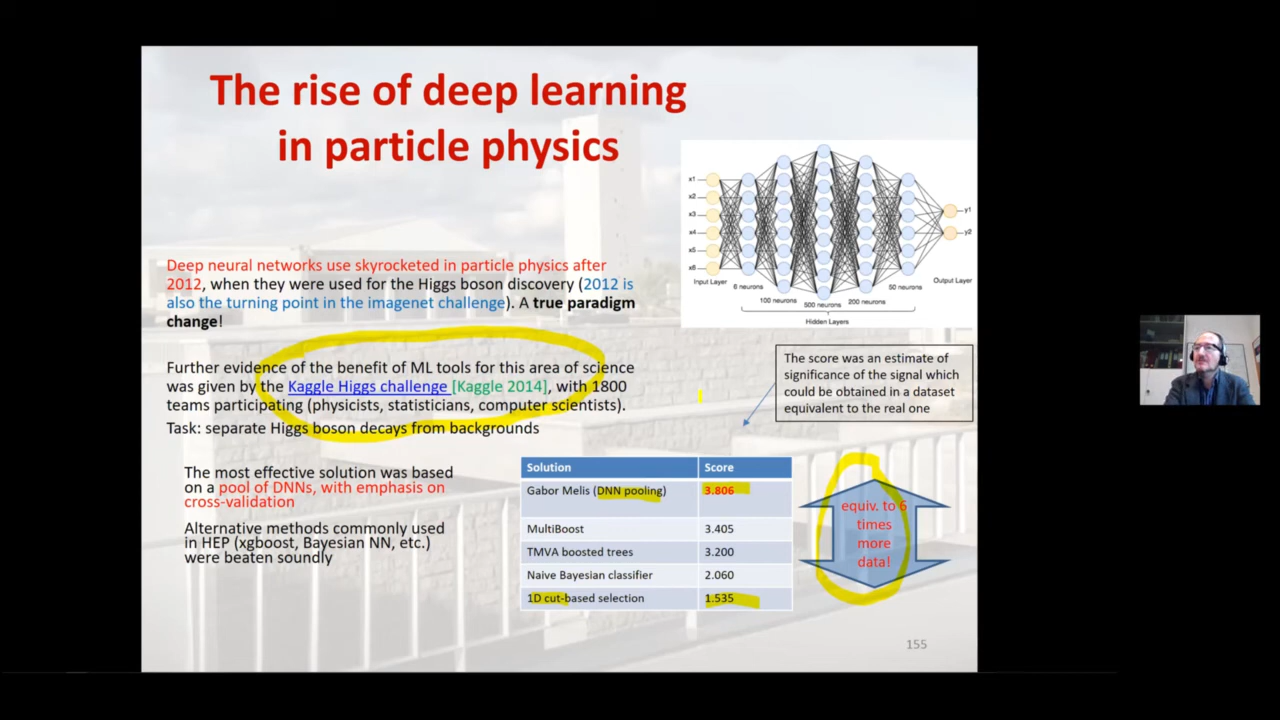 The rise of deep learning
in particle physics
x1
x2
x3
x4
x5
x6
y1
y2
Input Layer
6 neurons
100 neurons
500 neurons
200 neurons
50 neurons
Output Layer
Hidden Layers
Deep neural networks use skyrocketed in particle physics after
2012, when they were used for the Higgs boson discovery (2012 is
also the turning point in the imagenet challenge). A true paradigm
change!
Further evidence of the benefit of ML tools for this area of science
was given by the Kaggle Higgs challenge [Kaggle 2014], with 1800
teams participating (physicists, statisticians, computer scientists).
Task: separate Higgs boson decays from backgrounds
The score was an estimate of
significance of the signal which
could be obtained in a dataset
equivalent to the real one
The most effective solution was based
on a pool of DNNs, with emphasis on
cross-validation
Alternative methods commonly used
in HEP (xgboost, Bayesian NN, etc.)
were beaten soundly
Solution Score
Gabor Melis (DNN pooling) 3.806
MultiBoost 3.405
TMVA boosted trees 3.200
Naive Bayesian classifier 2.060
1D cut-based selection 1.535
equiv. to 6
times
more
data!
155